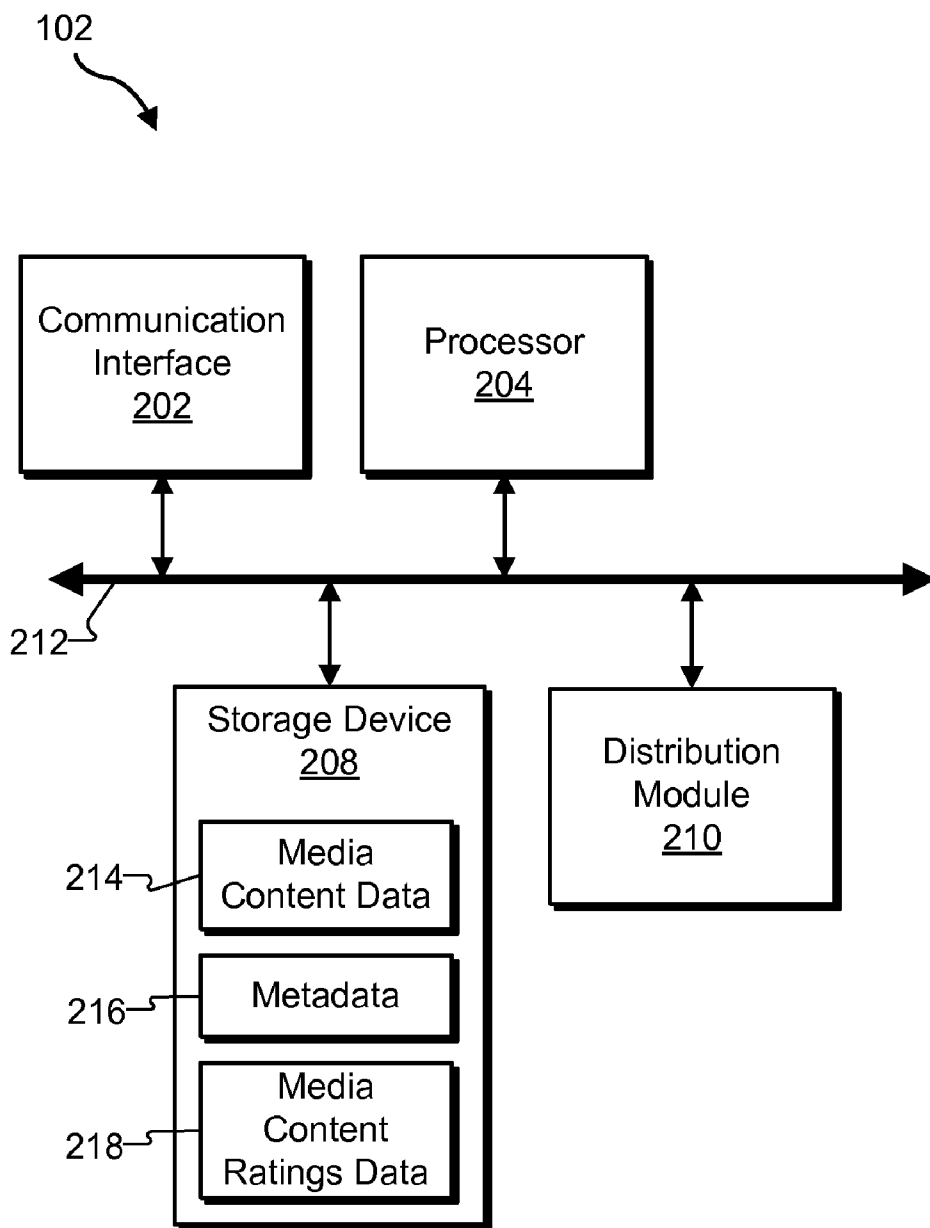 102
Communication
Interface
202
Processor
204
212
Storage Device
208
Distribution
Module
210
214
Media
Content Data
216
Metadata
218
Media
Content
Ratings Data